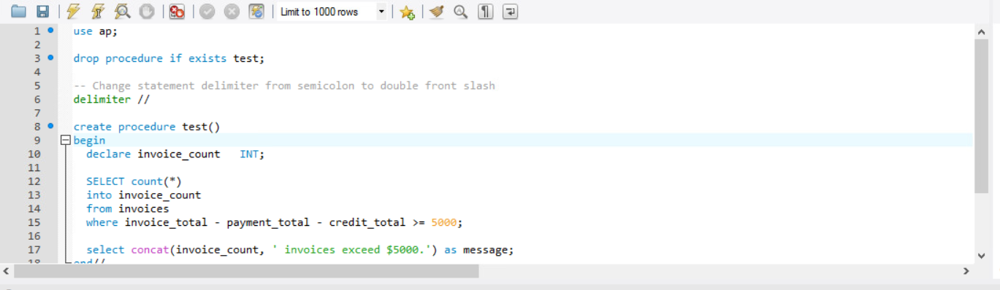 Limit to 1000 rows
1 use ap;
2
3 drop procedure if exists test;
4
5 -- Change statement delimiter from semicolon to double front slash
6 delimiter //
7
8 create procedure test()
9 begin
10 declare invoice_count   INT;
11
12 SELECT count(*)
13 into invoice_count
14 from invoices
15 where invoice_total - payment_total - credit_total >= 5000;
16
17 select concat(invoice_count, ' invoices exceed $5000.') as message;
18 end//